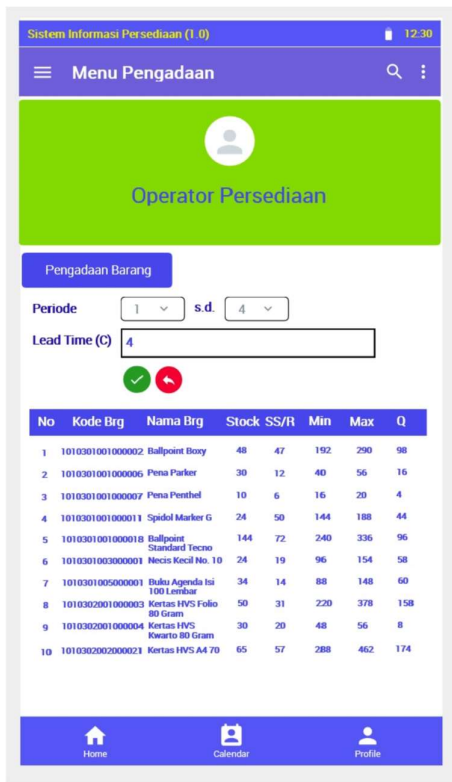 Sistem Informasi Persediaan (1.0) 12:30
Menu Pengadaan
Operator Persediaan
Pengadaan Barang
Periode 1 s.d. 4
Lead Time (C) 4
No Kode Brg Nama Brg Stock SS/R Min Max Q
1 1010301001000002 Ballpoint Boxy 48 47 192 290 98
2 1010301001000006 Pena Parker 30 12 40 56 16
3 1010301001000007 Pena Penthel 10 6 16 20 4
4 1010301001000011 Spidol Marker G 24 50 144 188 44
5 1010301001000018 Ballpoint 144 72 240 336 96
Standard Tecno
6 1010301003000001 Necis Kecil No. 10 24 19 96 154 58
7 1010301005000001 Buku Agenda Isi 34 14 88 148 60
100 Lembar
8 1010302001000003 Kertas HVS Folio 50 31 220 378 158
80 Gram
9 1010302001000004 Kertas HVS 30 20 48 56 8
Kwarto 80 Gram
10 1010302002000021 Kertas HVS A4 70 65 57 288 462 174
Home Calendar Profile